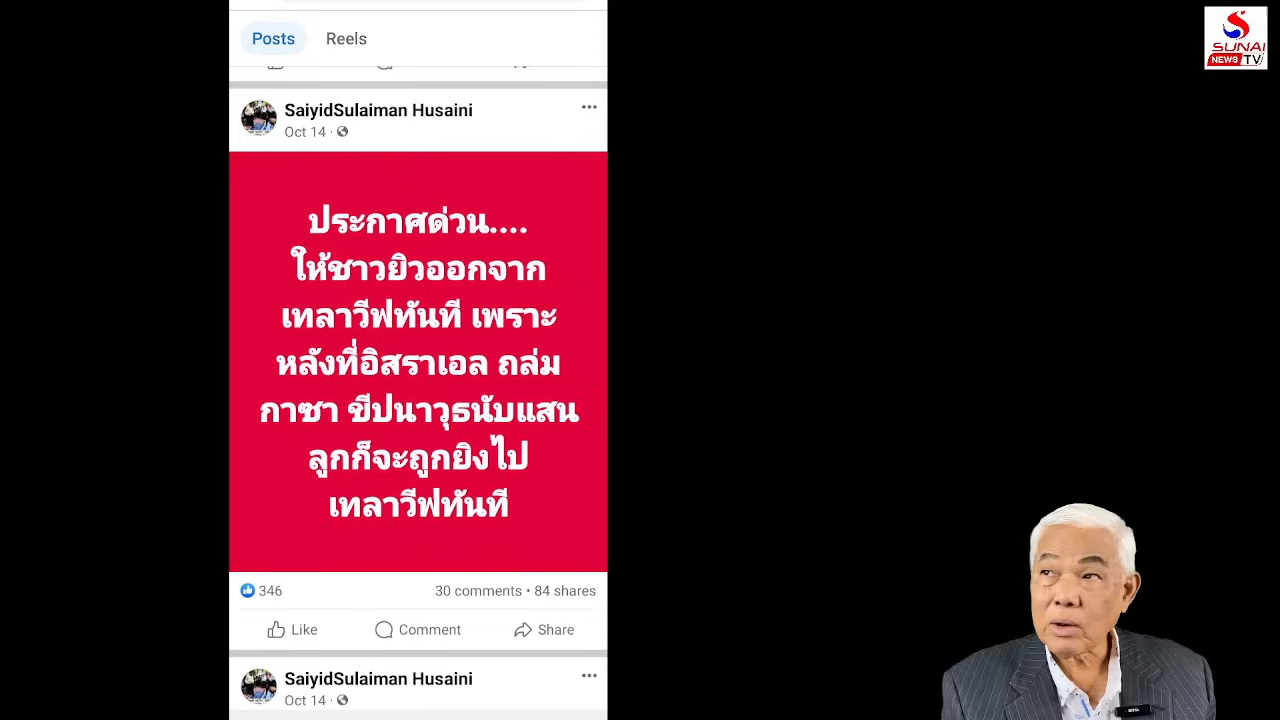 Posts Reels
SUNAI
NEWS TV
SaiyidSulaiman Husaini
Oct 14 ·
ประกาศด่วน....
ให้ชาวยิวออกจาก
เทลาวีฟทันที เพราะ
หลังที่อิสราเอล ถล่ม
กาซา ขีปนาวุธนับแสน
ลูกก็จะถูกยิงไป
เทลาวีฟทันที
346 30 comments • 84 shares
Like Comment Share
SaiyidSulaiman Husaini
Oct 14 ·